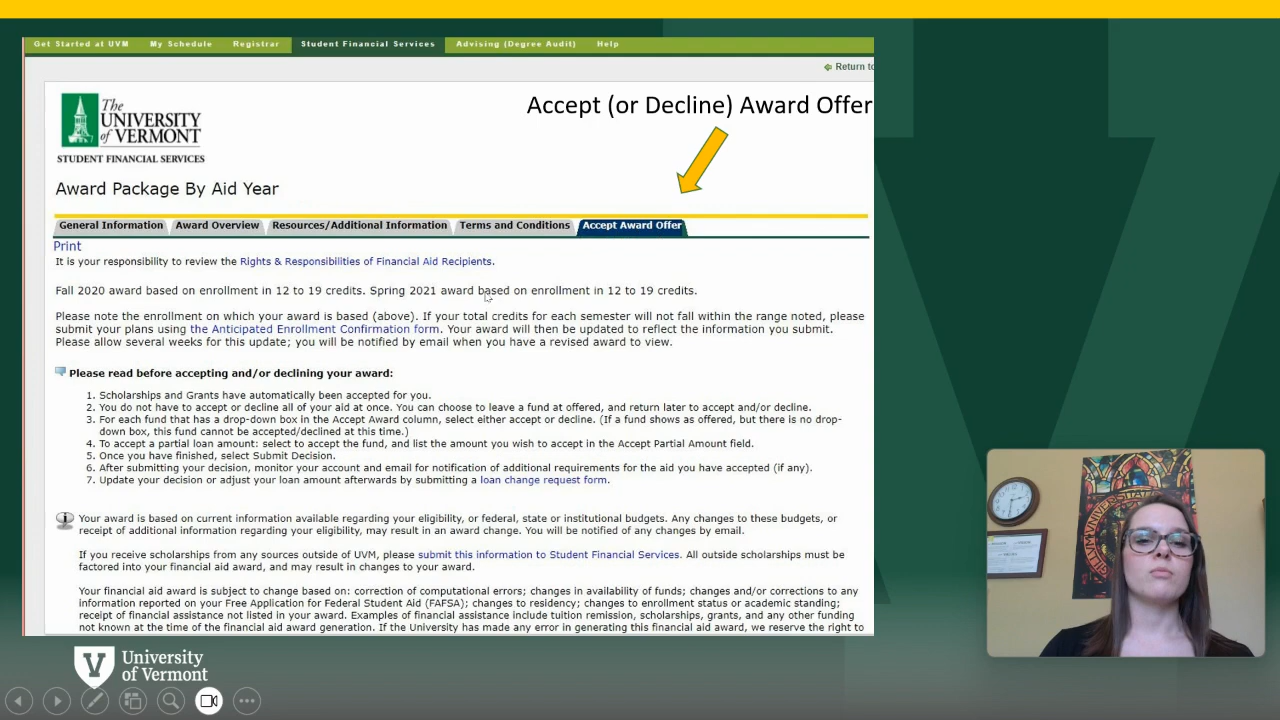 Get Started at UVM My Schedule Registrar Student Financial Services Advising (Degree Audit) Help
Return to
The
UNIVERSITY
of VERMONT
STUDENT FINANCIAL SERVICES
Accept (or Decline) Award Offer
Award Package By Aid Year
General Information Award Overview Resources/Additional Information Terms and Conditions Accept Award Offer
Print
It is your responsibility to review the Rights & Responsibilities of Financial Aid Recipients.
Fall 2020 award based on enrollment in 12 to 19 credits. Spring 2021 award based on enrollment in 12 to 19 credits.
Please note the enrollment on which your award is based (above). If your total credits for each semester will not fall within the range noted, please
submit your plans using the Anticipated Enrollment Confirmation form. Your award will then be updated to reflect the information you submit.
Please allow several weeks for this update; you will be notified by email when you have a revised award to view.
Please read before accepting and/or declining your award:
1. Scholarships and Grants have automatically been accepted for you.
2. You do not have to accept or decline all of your aid at once. You can choose to leave a fund at offered, and return later to accept and/or decline.
3. For each fund that has a drop-down box in the Accept Award column, select either accept or decline. (If a fund shows as offered, but there is no drop-
down box, this fund cannot be accepted/declined at this time.)
4. To accept a partial loan amount: select to accept the fund, and list the amount you wish to accept in the Accept Partial Amount field.
5. Once you have finished, select Submit Decision.
6. After submitting your decision, monitor your account and email for notification of additional requirements for the aid you have accepted (if any).
7. Update your decision or adjust your loan amount afterwards by submitting a loan change request form.
Your award is based on current information available regarding your eligibility, or federal, state or institutional budgets. Any changes to these budgets, or
receipt of additional information regarding your eligibility, may result in an award change. You will be notified of any changes by email.
If you receive scholarships from any sources outside of UVM, please submit this information to Student Financial Services. All outside scholarships must be
factored into your financial aid award, and may result in changes to your award.
Your financial aid award is subject to change based on: correction of computational errors; changes in availability of funds; changes and/or corrections to any
information reported on your Free Application for Federal Student Aid (FAFSA); changes to residency; changes to enrollment status or academic standing;
receipt of financial assistance not listed in your award. Examples of financial assistance include tuition remission, scholarships, grants, and any other funding
not known at the time of the financial aid award generation. If the University has made any error in generating this financial aid award, we reserve the right to
University
of Vermont